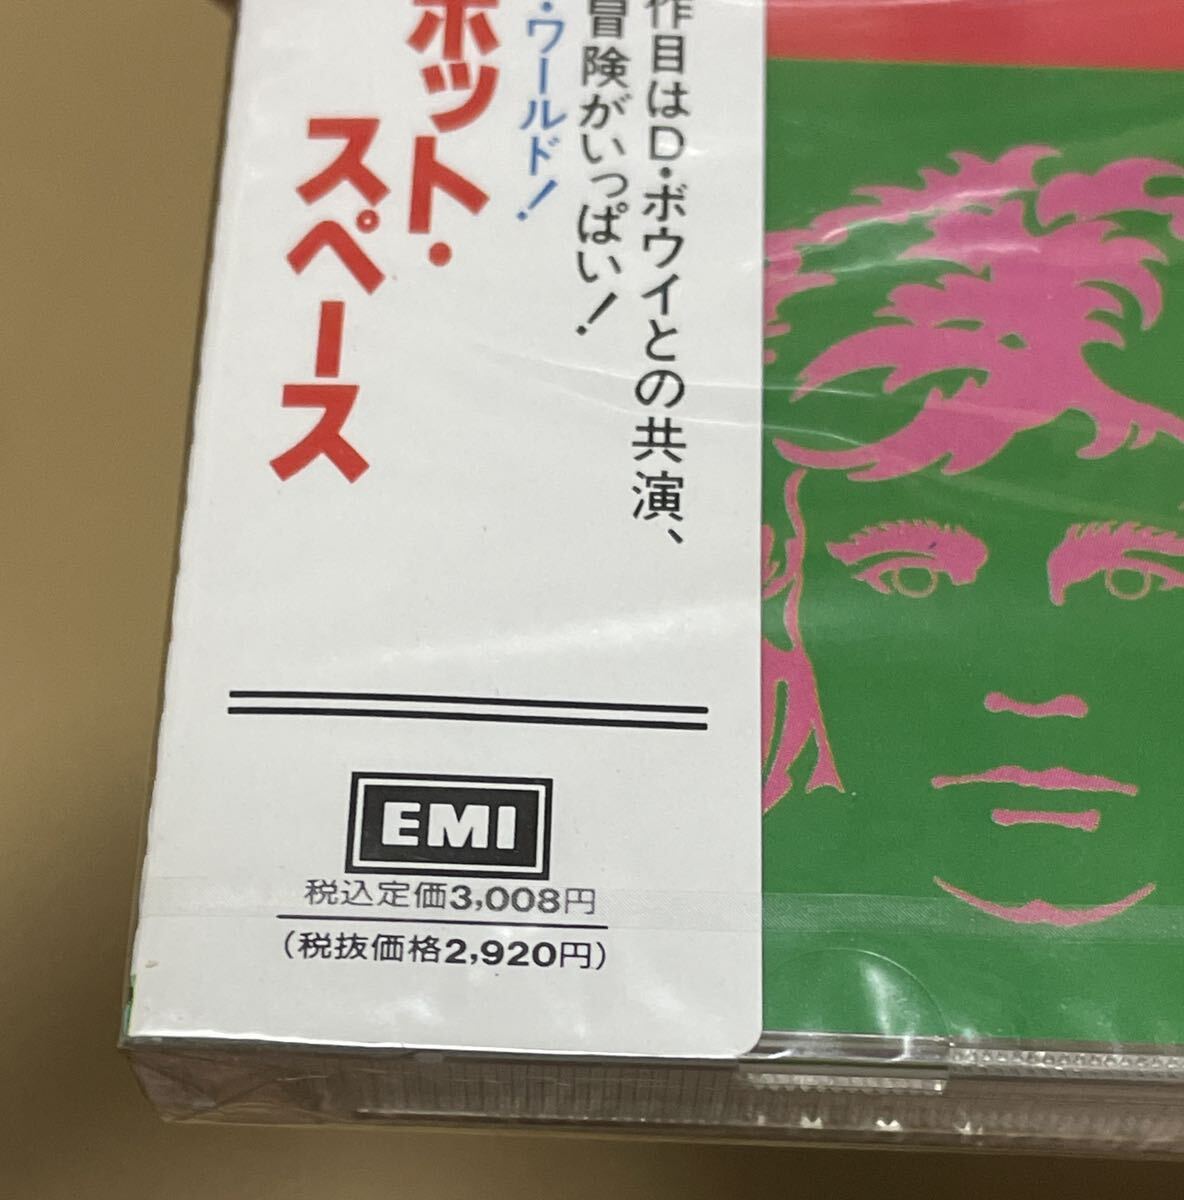 作目はD・ボウイとの共演、
冒険がいっぱい!
・ワールド!
ホット・
スペース
EMI
税込定価3,008円
(税抜価格2,920円)